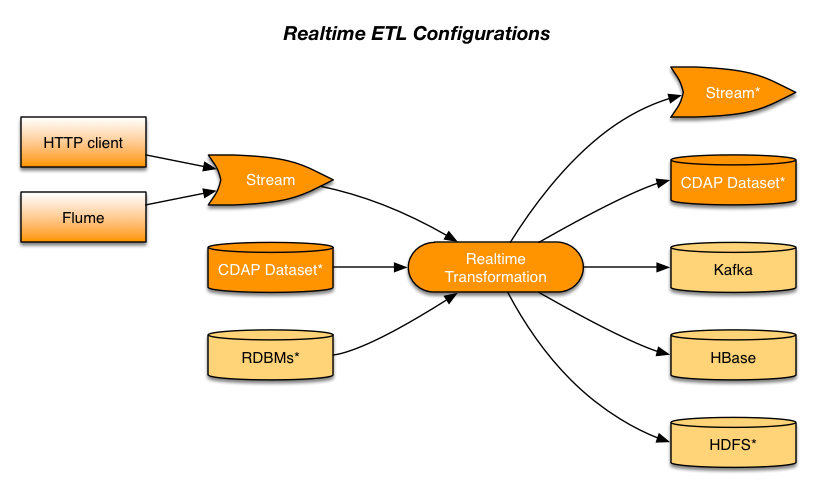 Realtime ETL Configurations
HTTP client
Flume
Stream
CDAP Dataset*
RDBMs*
Realtime
Transformation
Stream*
CDAP Dataset*
Kafka
HBase
HDFS*